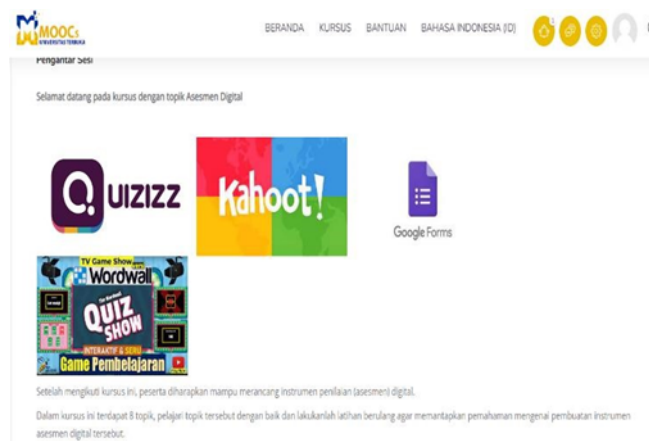 MOOCs
UNIVERSITAS TERBUKA
BERANDA KURSUS BANTUAN BAHASA INDONESIA (ID)
Pengantar Sesi
Selamat datang pada kursus dengan topik Asesmen Digital
QUIZIZZ
Kahoot!
Google Forms
TV Game Show
Wordwall
QUIZ
SHOW
INTERAKTIF & SERU
Game Pembelajaran
Setelah mengikuti kursus ini, peserta diharapkan mampu merancang instrumen penilaian (asesmen) digital.
Dalam kursus ini terdapat 8 topik, pelajari topik tersebut dengan baik dan lakukanlah latihan berulang agar memantapkan pemahaman mengenai pembuatan instrumen
asesmen digital tersebut.